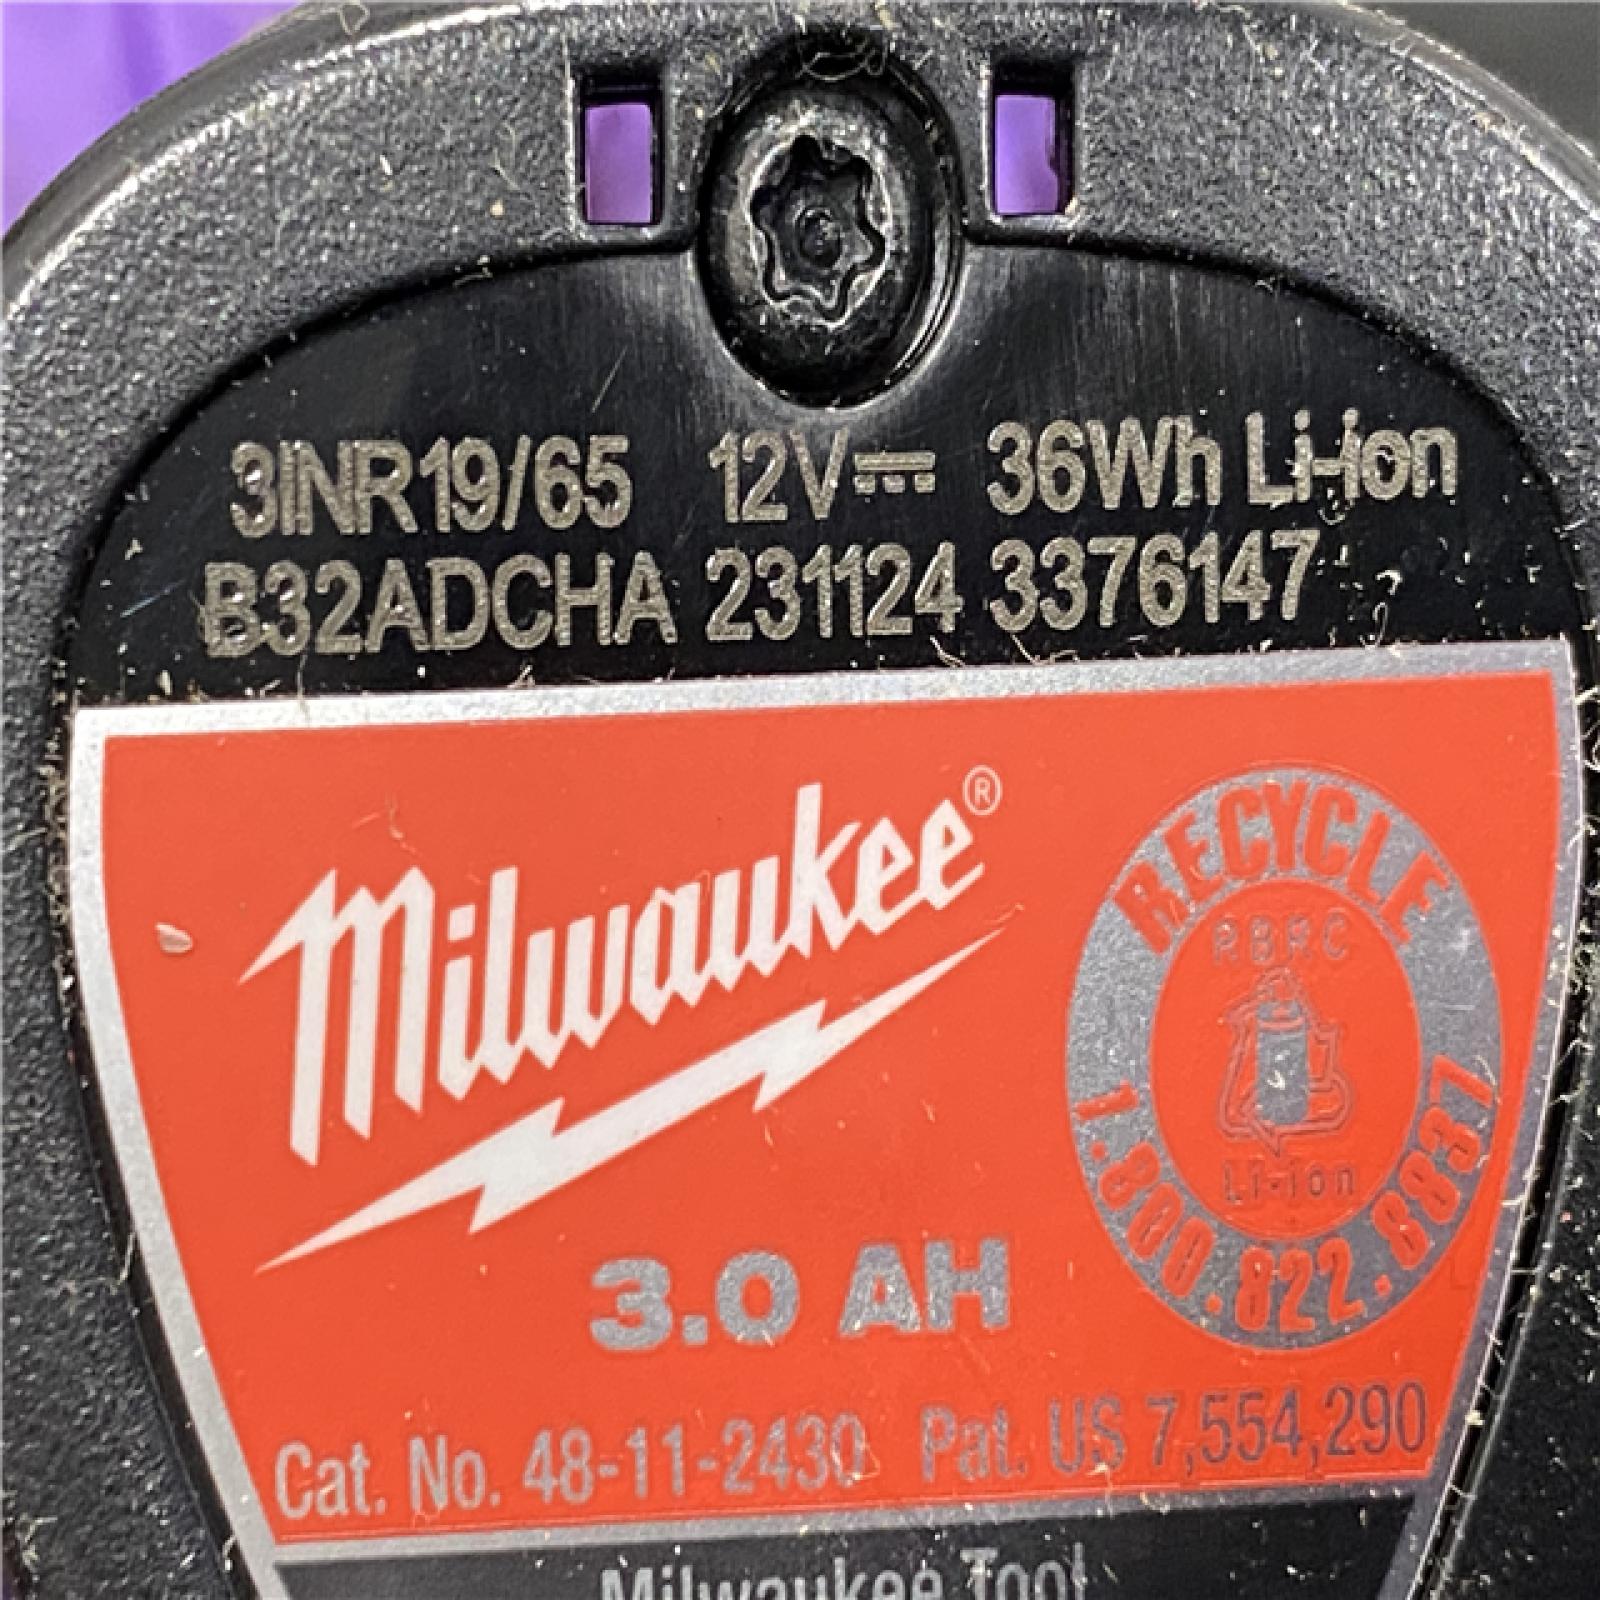 3INR19/65 12V⎓ 36Wh Li-ion
B32ADCHA 231124 3376147
Milwaukee®
RECYCLE
RBRC
Li-ion
1.800.822.8837
3.0 AH
Cat. No. 48-11-2430 Pat. US 7,554,290
Milwaukee Tool